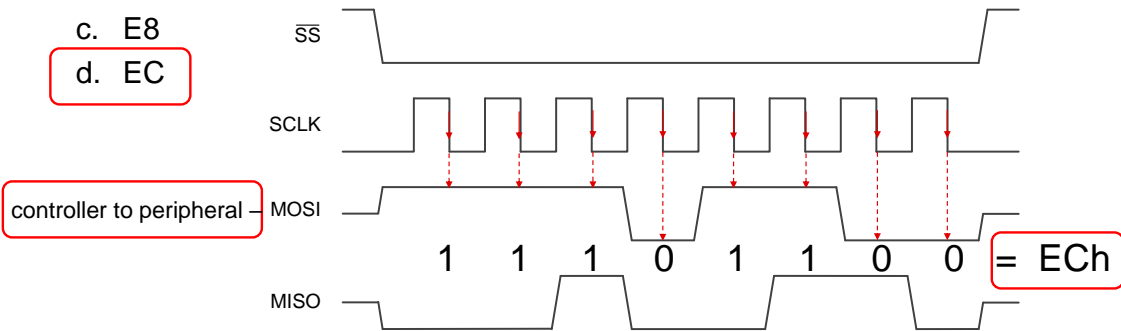 c. E8
d. EC
SS
SCLK
controller to peripheral – MOSI
1 1 1 0 1 1 0 0 = ECh
MISO